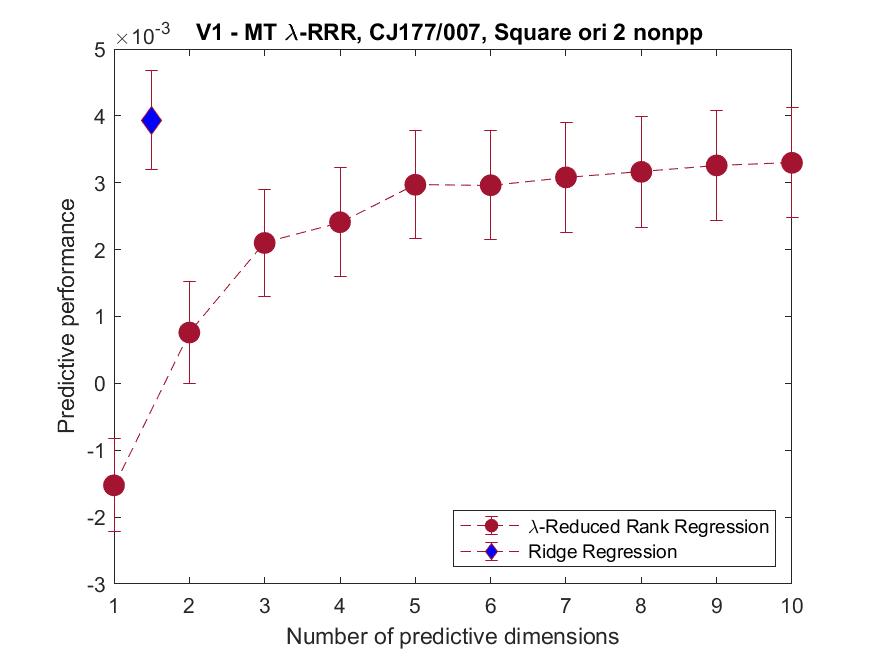 ×10-3
V1 - MT λ-RRR, CJ177/007, Square ori 2 nonpp
5
4
3
2
1
0
-1
-2
-3
Predictive performance
1 2 3 4 5 6 7 8 9 10
Number of predictive dimensions
λ-Reduced Rank Regression
Ridge Regression